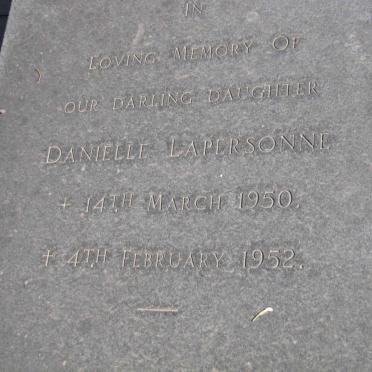 IN
LOVING MEMORY OF
OUR DARLING DAUGHTER
DANIELLE LAPERSONNE
+ 14TH MARCH 1950.
+ 4TH FEBRUARY 1952.